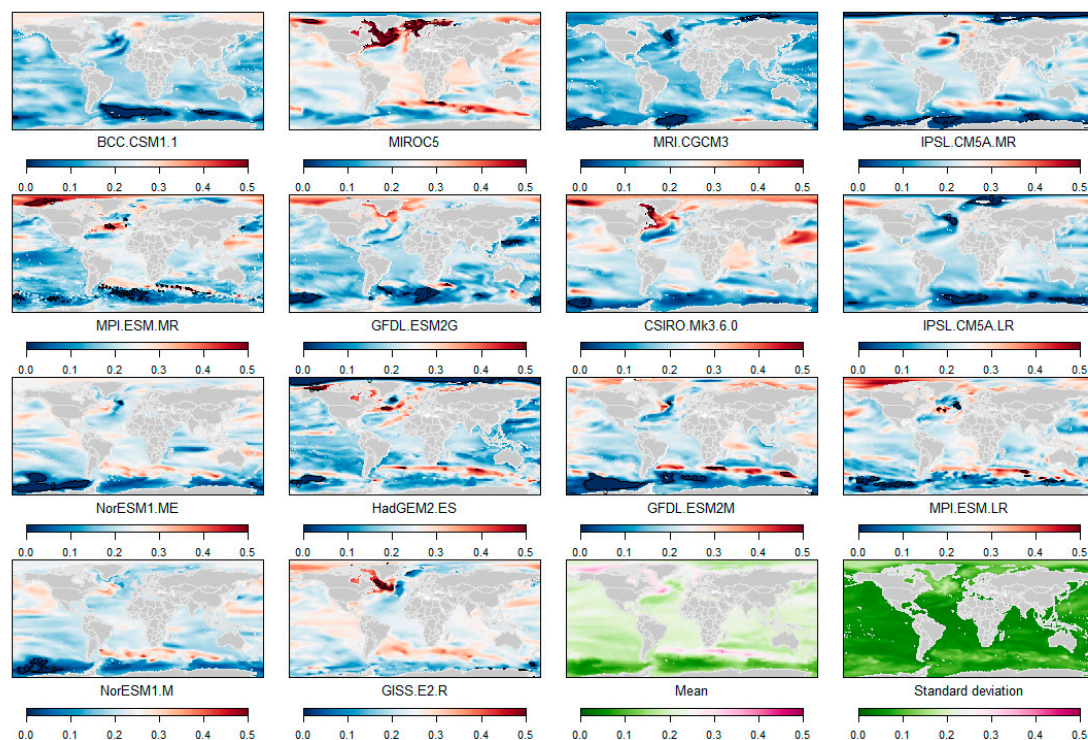 BCC.CSM1.1 MIROC5 MRI.CGCM3 IPSL.CM5A.MR
0.0 0.1 0.2 0.3 0.4 0.5 0.0 0.1 0.2 0.3 0.4 0.5 0.0 0.1 0.2 0.3 0.4 0.5 0.0 0.1 0.2 0.3 0.4 0.5
MPI.ESM.MR GFDL.ESM2G CSIRO.Mk3.6.0 IPSL.CM5A.LR
0.0 0.1 0.2 0.3 0.4 0.5 0.0 0.1 0.2 0.3 0.4 0.5 0.0 0.1 0.2 0.3 0.4 0.5 0.0 0.1 0.2 0.3 0.4 0.5
NorESM1.ME HadGEM2.ES GFDL.ESM2M MPI.ESM.LR
0.0 0.1 0.2 0.3 0.4 0.5 0.0 0.1 0.2 0.3 0.4 0.5 0.0 0.1 0.2 0.3 0.4 0.5 0.0 0.1 0.2 0.3 0.4 0.5
NorESM1.M GISS.E2.R Mean Standard deviation
0.0 0.1 0.2 0.3 0.4 0.5 0.0 0.1 0.2 0.3 0.4 0.5 0.0 0.1 0.2 0.3 0.4 0.5 0.0 0.1 0.2 0.3 0.4 0.5